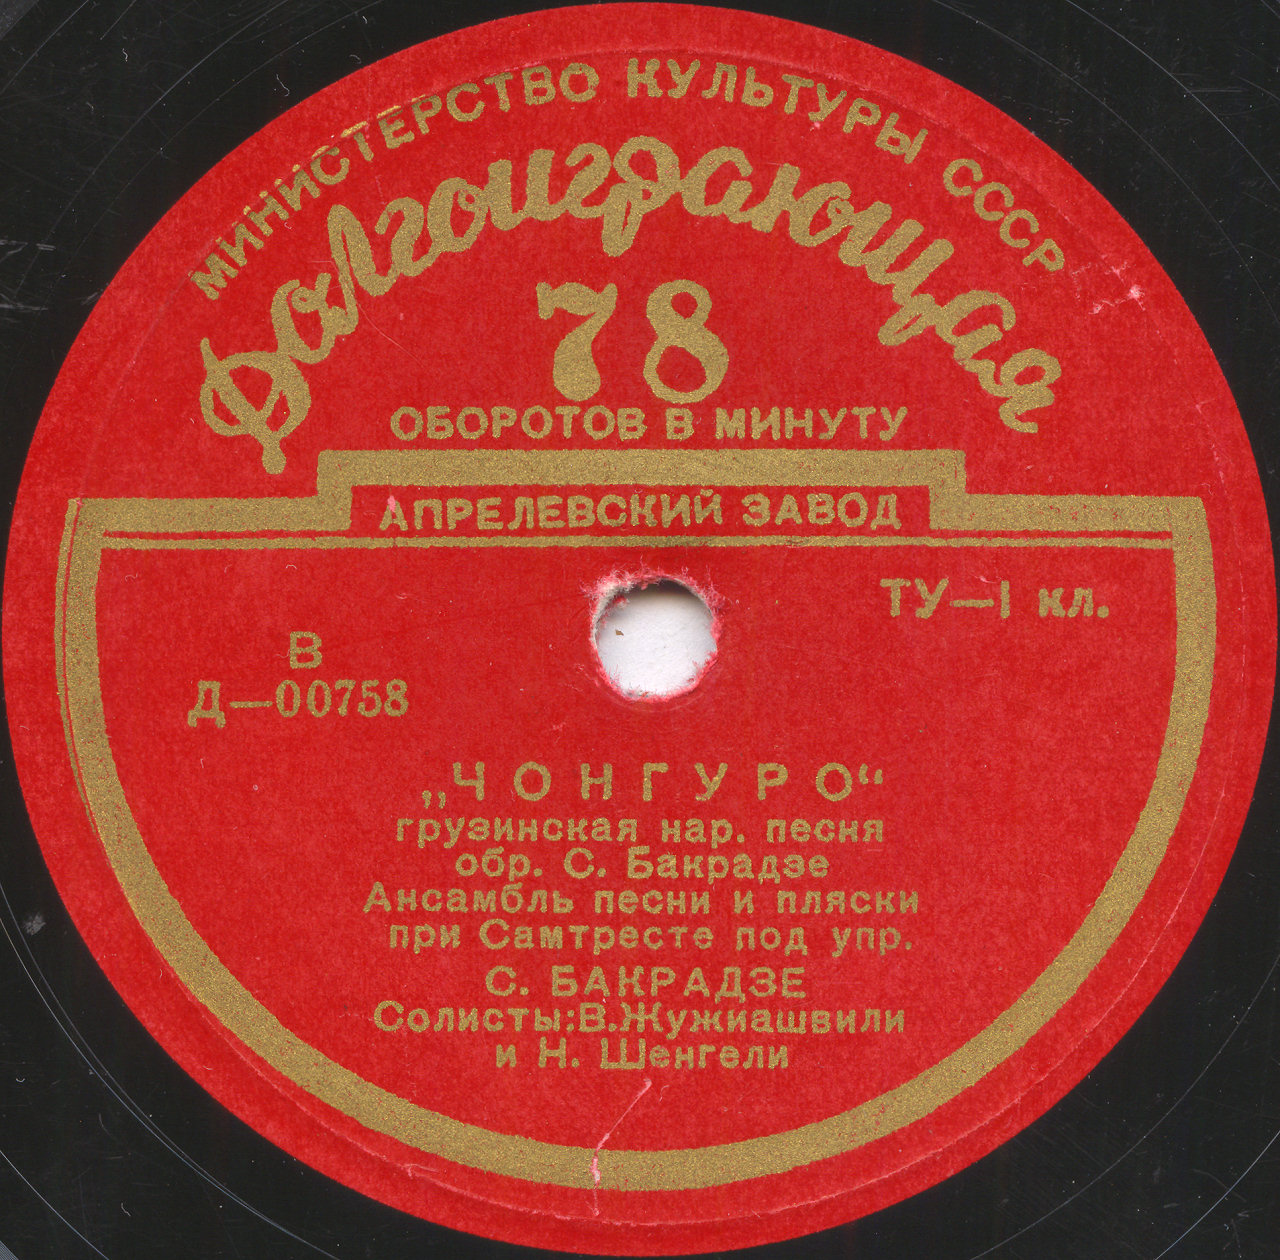 МИНИСТЕРСТВО КУЛЬТУРЫ СССР
Долгоиграющая
78
ОБОРОТОВ В МИНУТУ
АПРЕЛЕВСКИЙ ЗАВОД
ТУ—I кл.
В
Д—00758
„ЧОНГУРО“
грузинская нар. песня
обр. С. Бакрадзе
Ансамбль песни и пляски
при Самтресте под упр.
С. БАКРАДЗЕ
Солисты:В.Жужиашвили
и Н. Шенгели